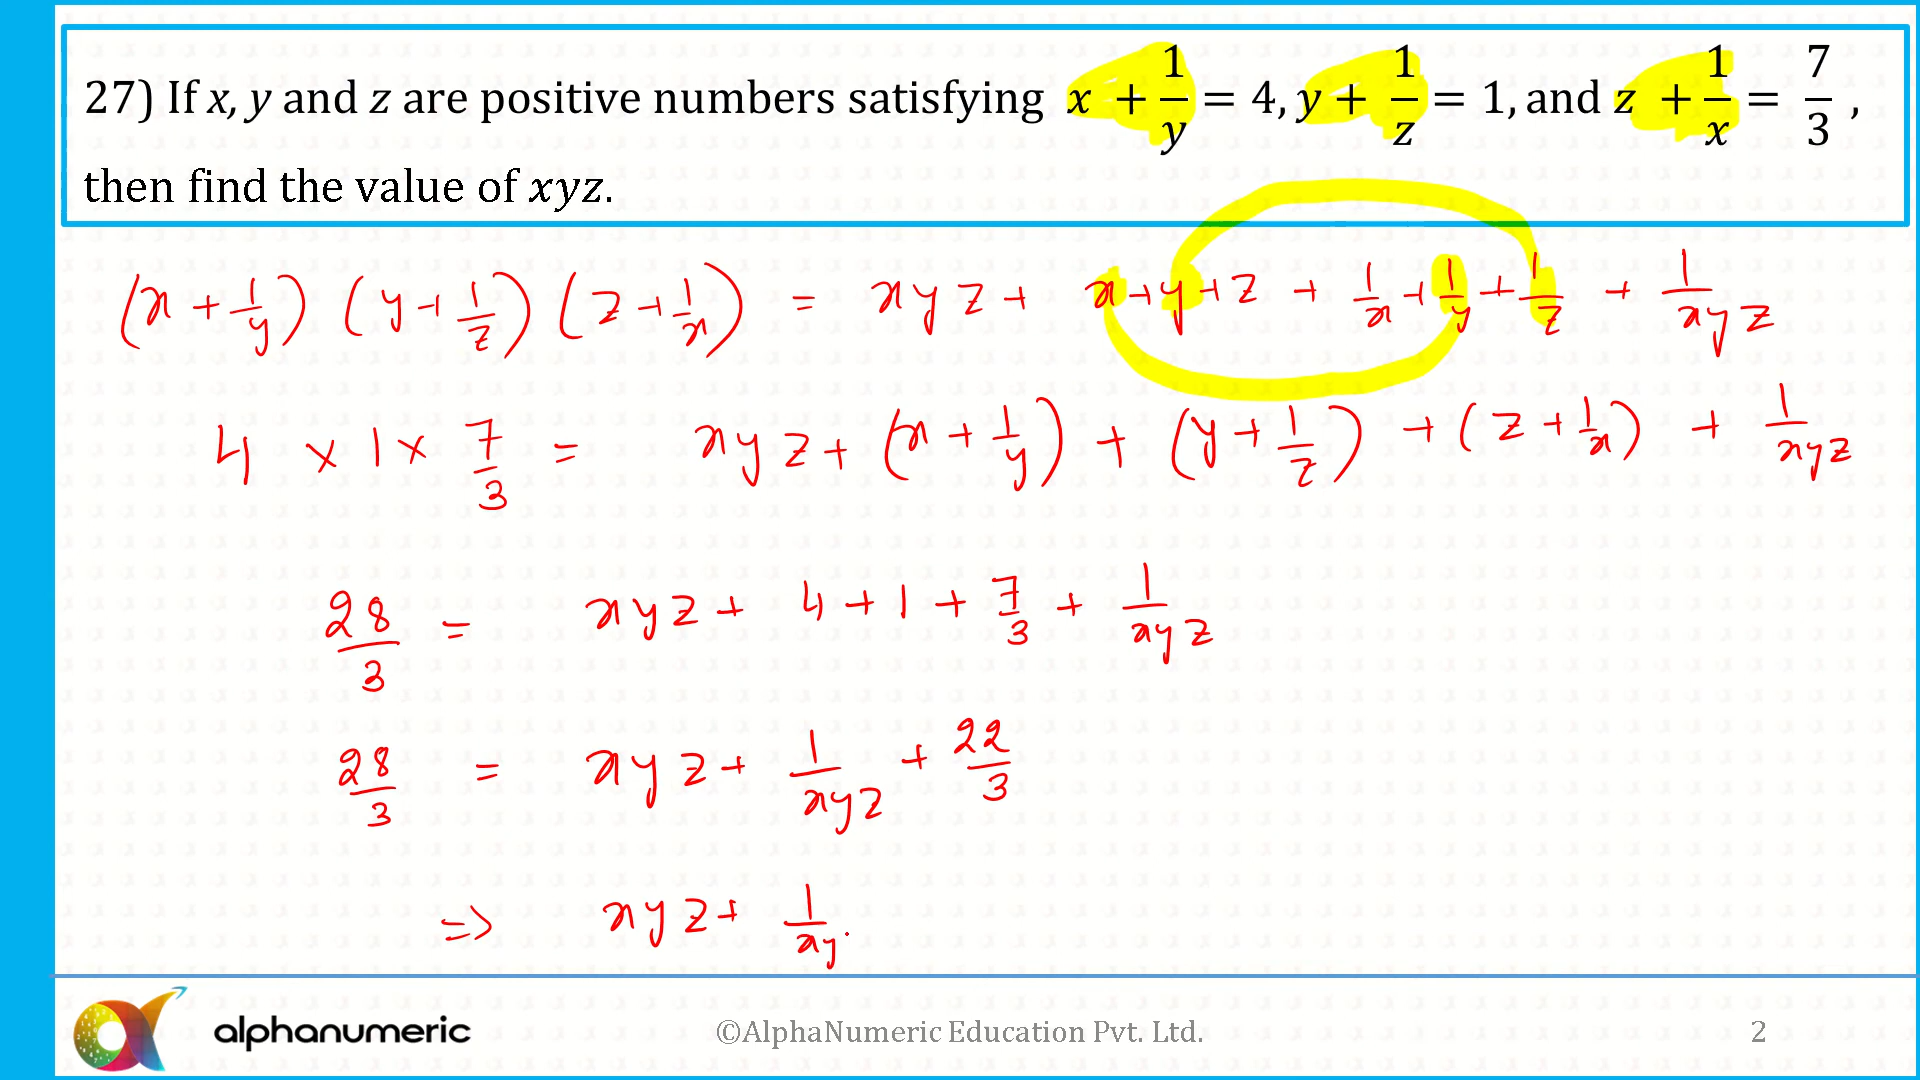 27) If x, y and z are positive numbers satisfying x + 1/y = 4, y + 1/z = 1, and z + 1/x = 7/3 ,
then find the value of xyz.
(x + 1/y) (y + 1/z) (z + 1/x) = xyz + x + y + z + 1/x + 1/y + 1/z + 1/xyz
4 × 1 × 7/3 = xyz + (x + 1/y) + (y + 1/z) + (z + 1/x) + 1/xyz
28/3 = xyz + 4 + 1 + 7/3 + 1/xyz
28/3 = xyz + 1/xyz + 22/3
=> xyz + 1/xy
alphanumeric
©AlphaNumeric Education Pvt. Ltd.
2